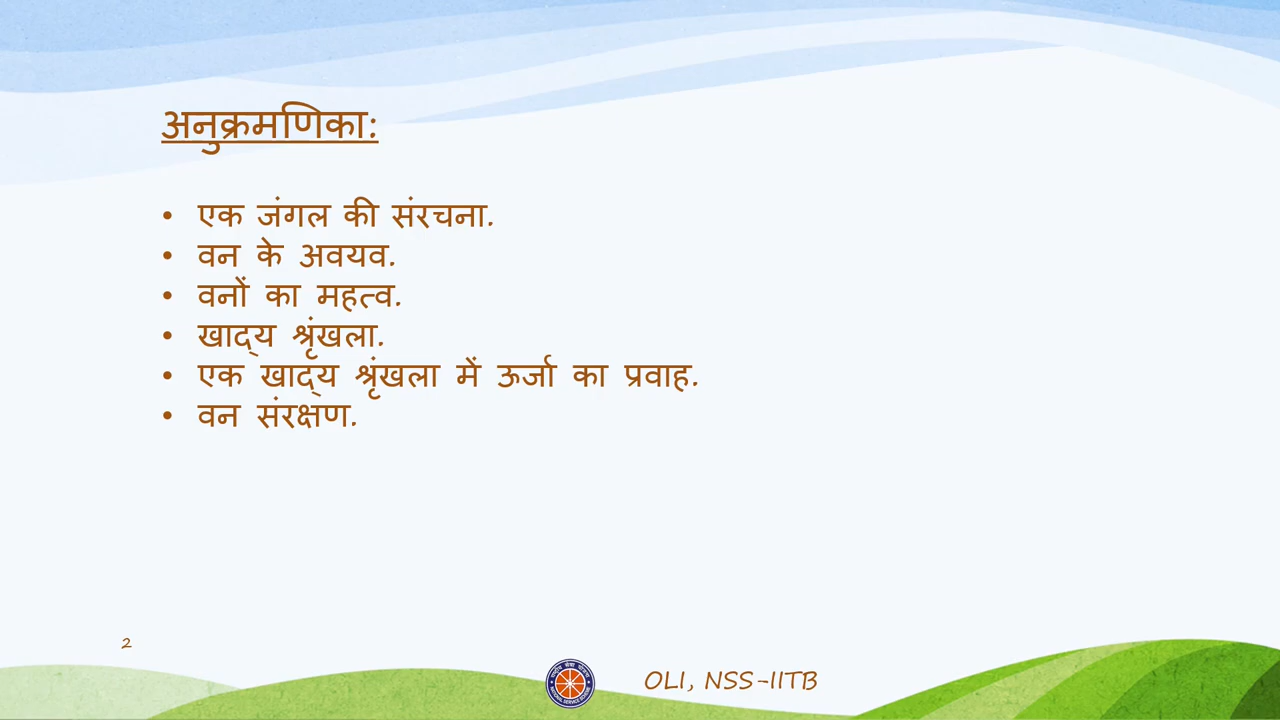 अनुक्रमणिका:
• एक जंगल की संरचना.
• वन के अवयव.
• वनों का महत्व.
• खाद्य श्रृंखला.
• एक खाद्य श्रृंखला में ऊर्जा का प्रवाह.
• वन संरक्षण.
2
OLI, NSS-IITB